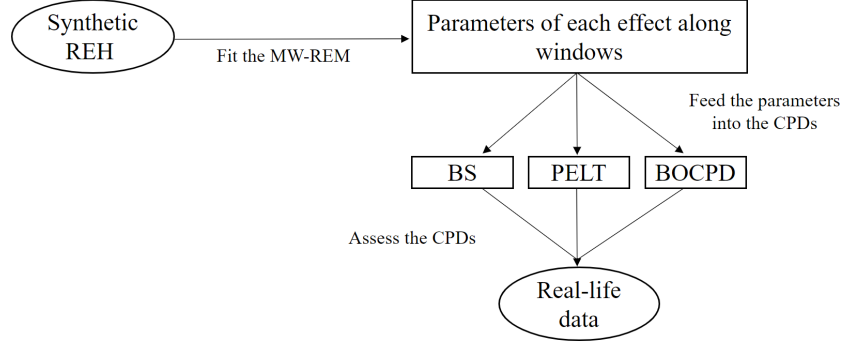 Synthetic
REH
Fit the MW-REM
Parameters of each effect along
windows
Feed the parameters
into the CPDs
BS
PELT
BOCPD
Assess the CPDs
Real-life
data